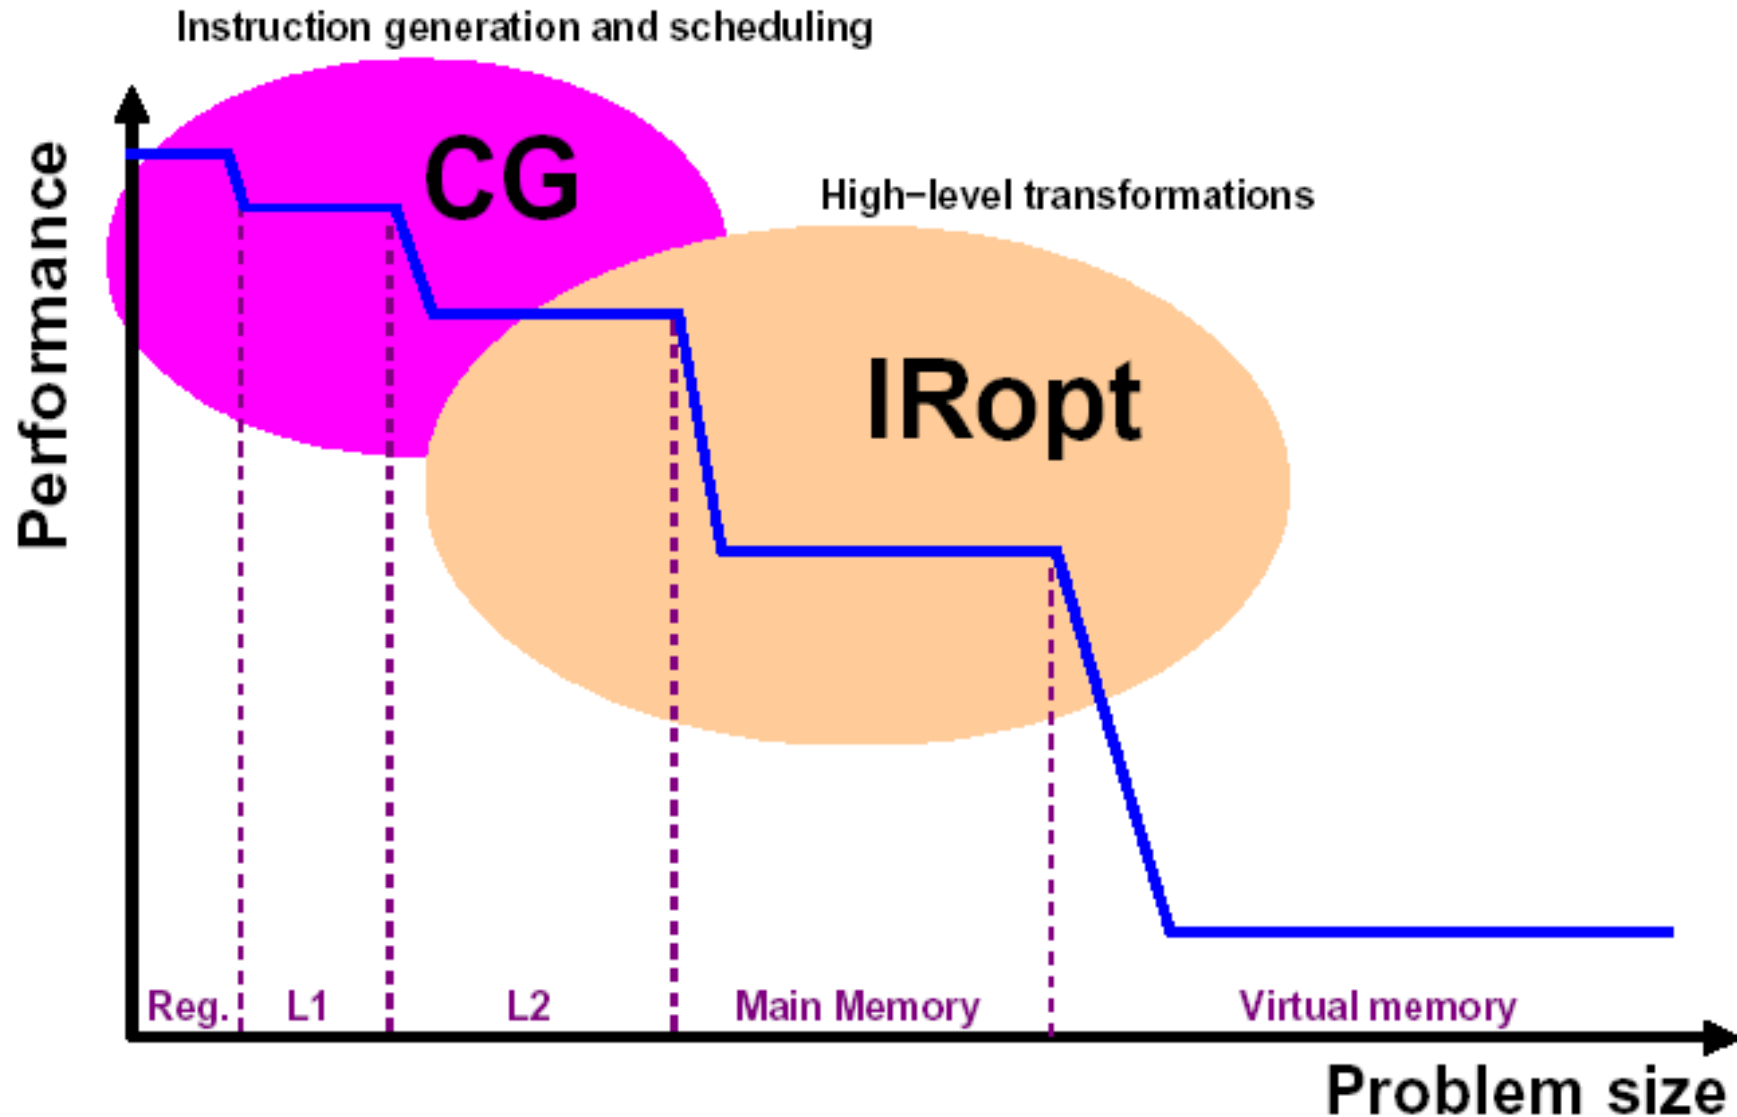 Instruction generation and scheduling
CG
High-level transformations
IRopt
Performance
Reg.
L1
L2
Main Memory
Virtual memory
Problem size